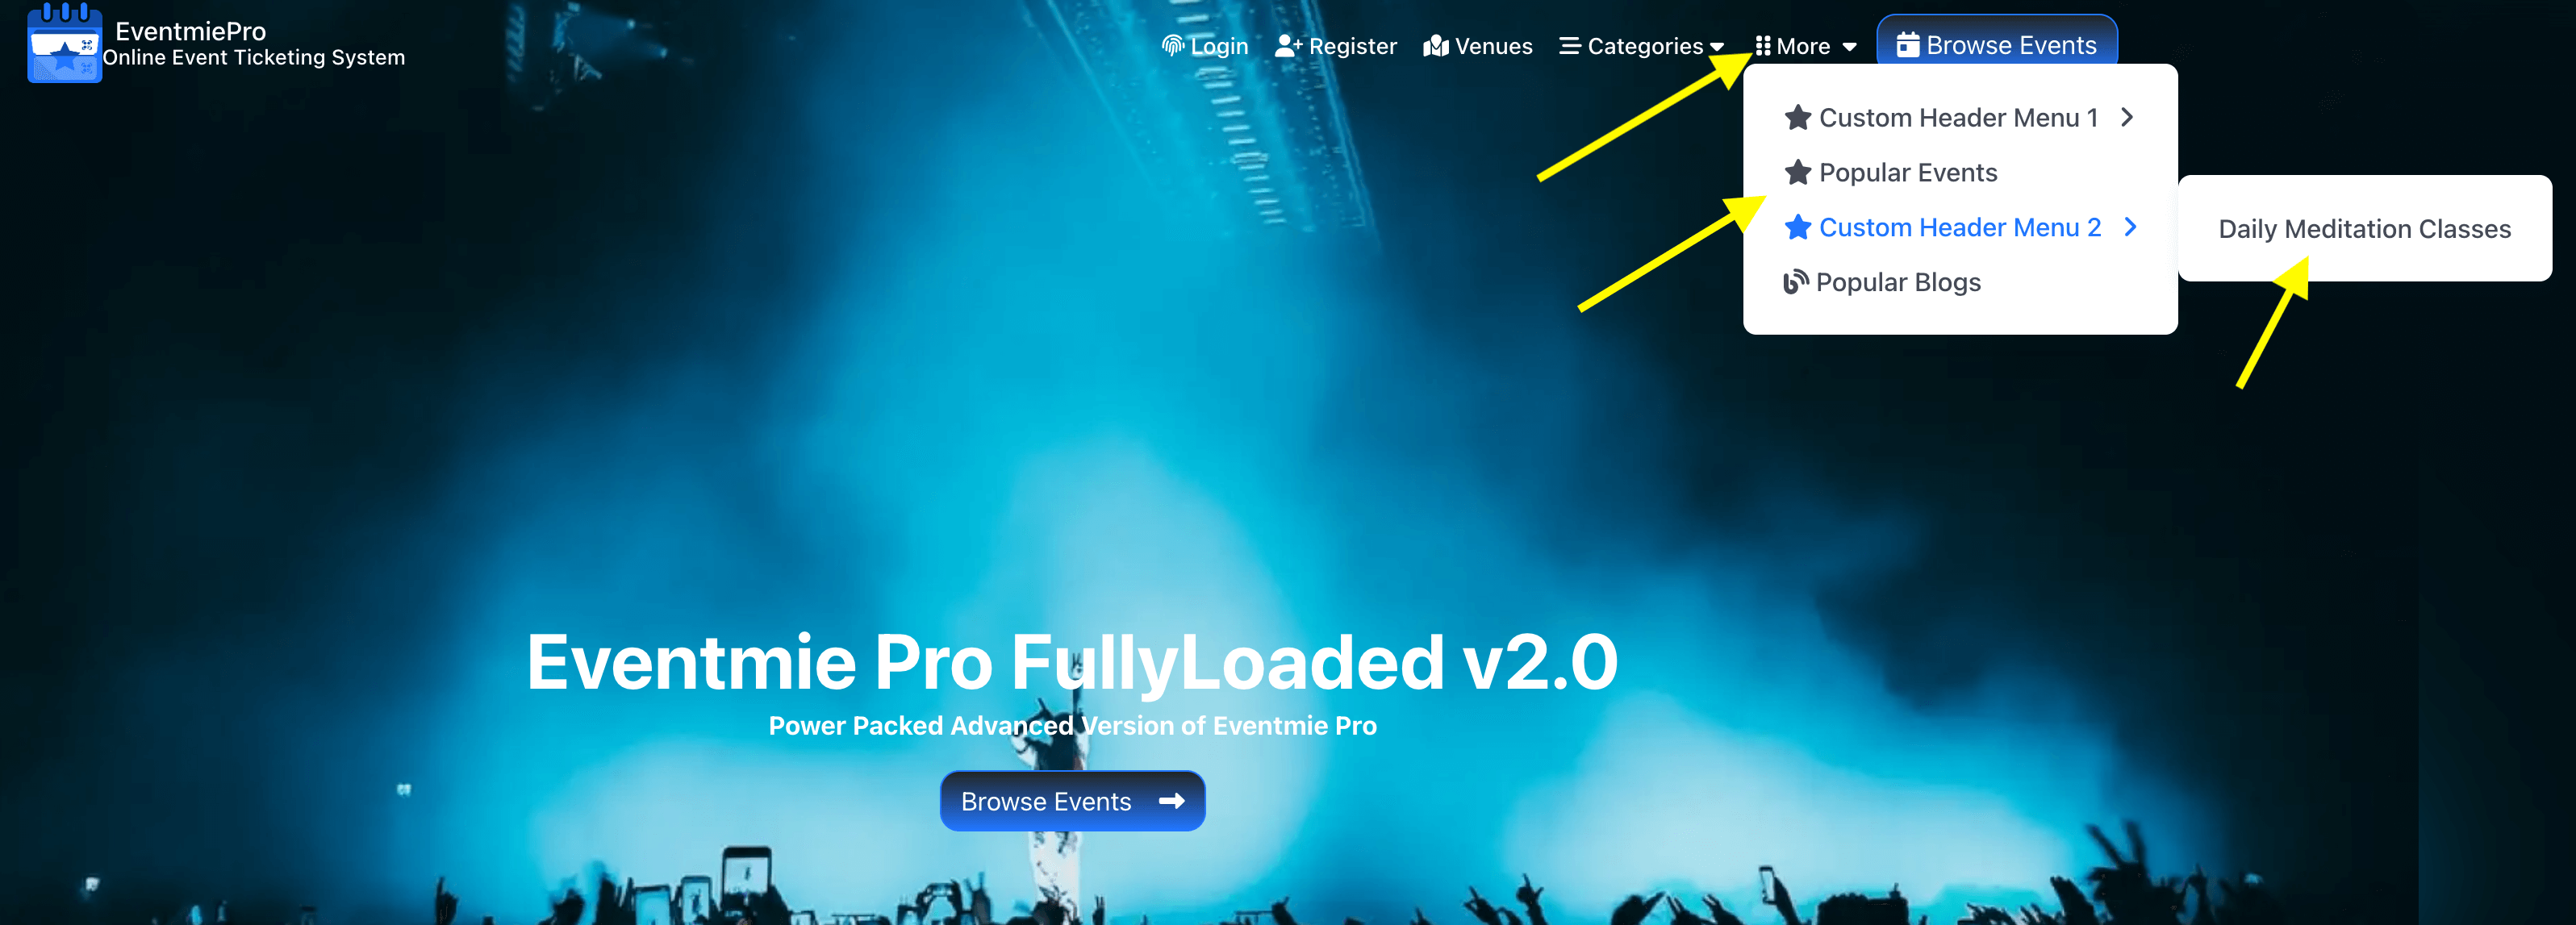 EventmiePro
Online Event Ticketing System
Login Register Venues Categories More Browse Events
Custom Header Menu 1
Popular Events
Custom Header Menu 2
Daily Meditation Classes
Popular Blogs
Eventmie Pro FullyLoaded v2.0
Power Packed Advanced Version of Eventmie Pro
Browse Events